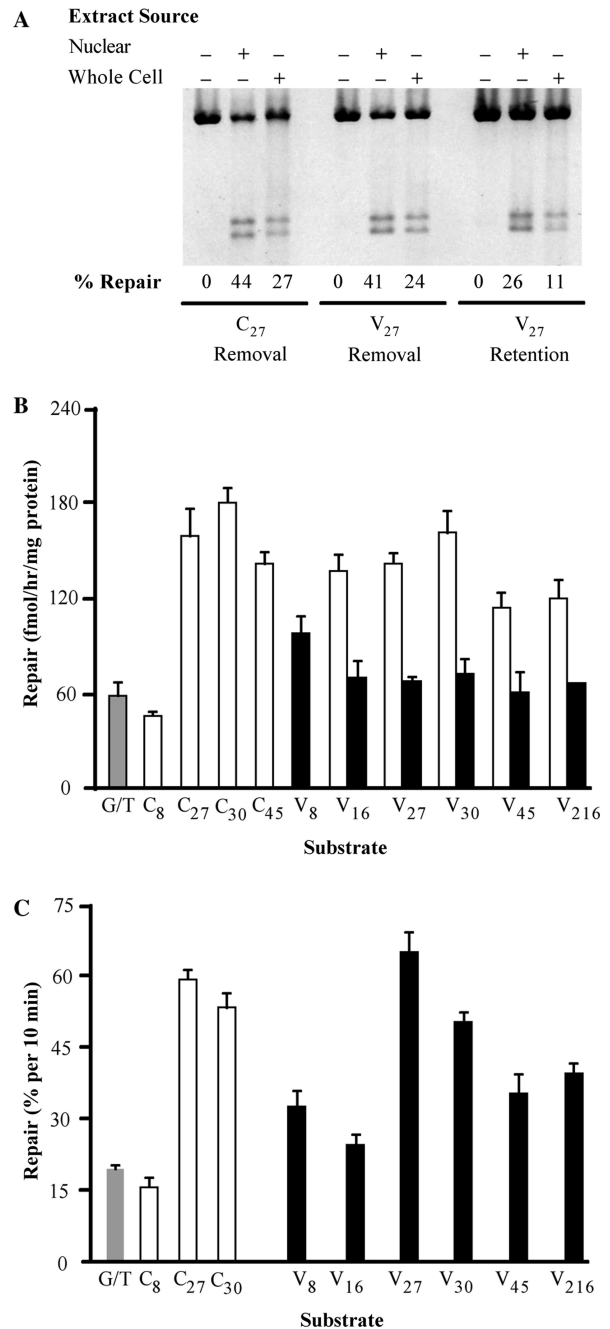 A
Extract Source
Nuclear – + – – + – – + –
Whole Cell – – + – – + – – +
% Repair 0 44 27 0 41 24 0 26 11
C27 V27 V27
Removal Removal Retention
B
240
180
120
60
0
Repair (fmol/hr/mg protein)
G/T C8 C27 C30 C45 V8 V16 V27 V30 V45 V216
Substrate
C
75
60
45
30
15
0
Repair (% per 10 min)
G/T C8 C27 C30 V8 V16 V27 V30 V45 V216
Substrate